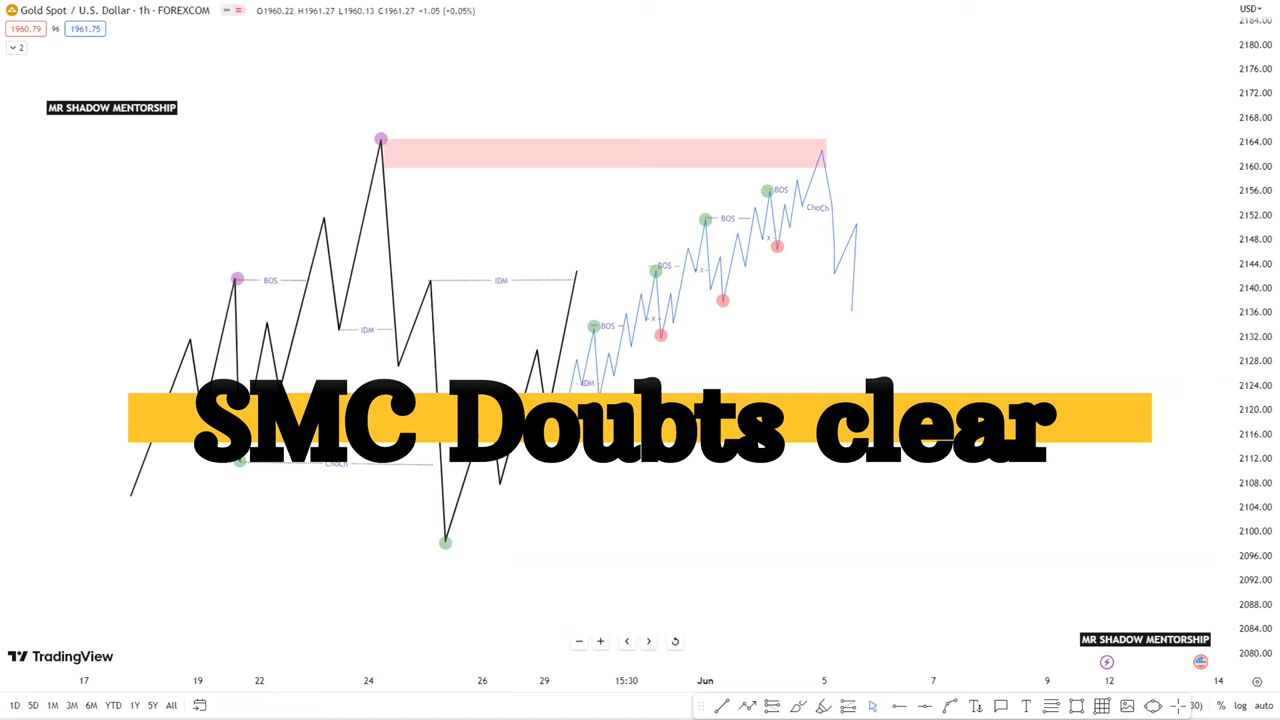 Gold Spot / U.S. Dollar · 1h · FOREXCOM O1960.22 H1961.27 L1960.13 C1961.27 +1.05 (+0.05%)
USD
1960.79 96 1961.75
2
MR SHADOW MENTORSHIP
BOS
IDM
IDM
ChoCh
IDM
BOS
x
BOS
x
BOS
x
BOS
ChoCh
SMC Doubts clear
2184.00
2180.00
2176.00
2172.00
2168.00
2164.00
2160.00
2156.00
2152.00
2148.00
2144.00
2140.00
2136.00
2132.00
2128.00
2124.00
2120.00
2116.00
2112.00
2108.00
2104.00
2100.00
2096.00
2092.00
2088.00
2084.00
2080.00
MR SHADOW MENTORSHIP
TradingView
17 19 22 24 26 29 15:30 Jun 5 7 9 12 14
1D 5D 1M 3M 6M YTD 1Y 5Y All
30) % log auto